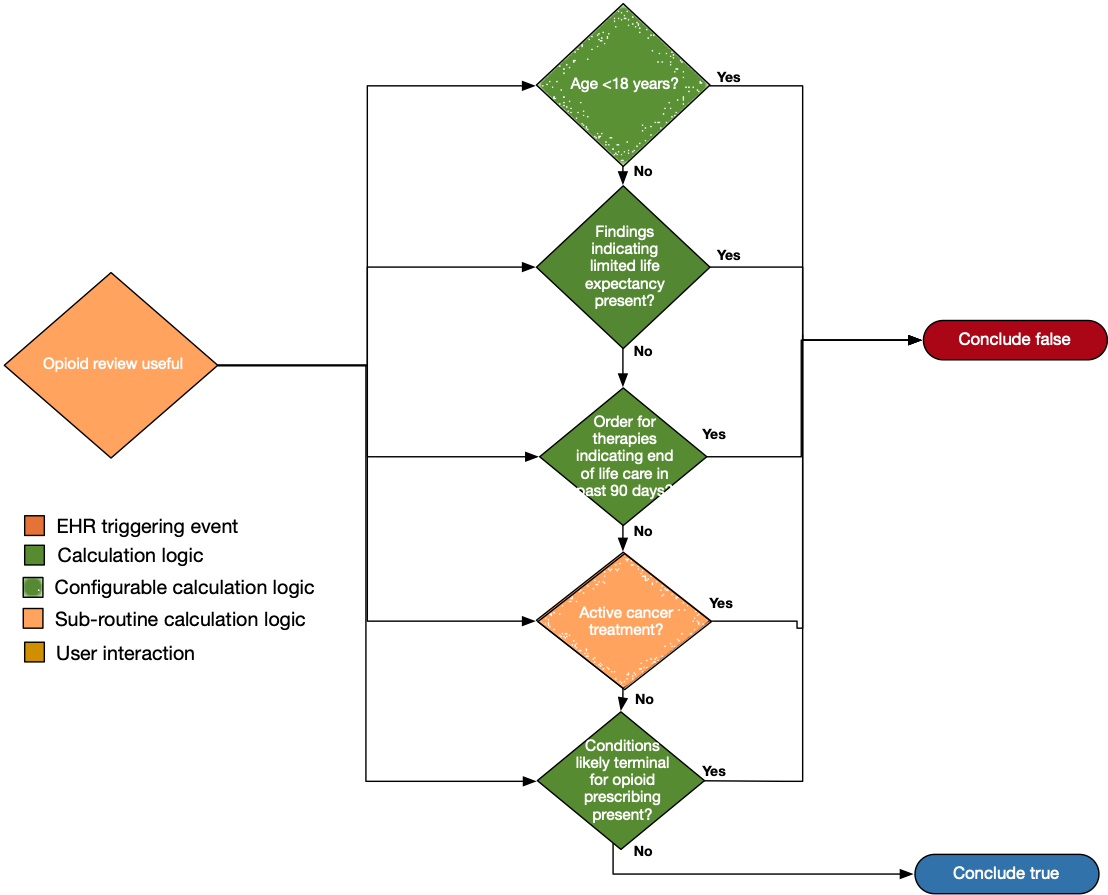 Age <18 years?
Yes
No
Findings
indicating
limited life
expectancy
present?
Yes
No
Opioid review useful
Conclude false
Order for
therapies
indicating end
of life care in
past 90 days?
Yes
No
EHR triggering event
Calculation logic
Configurable calculation logic
Sub-routine calculation logic
User interaction
Active cancer
treatment?
Yes
No
Conditions
likely terminal
for opioid
prescribing
present?
Yes
No
Conclude true